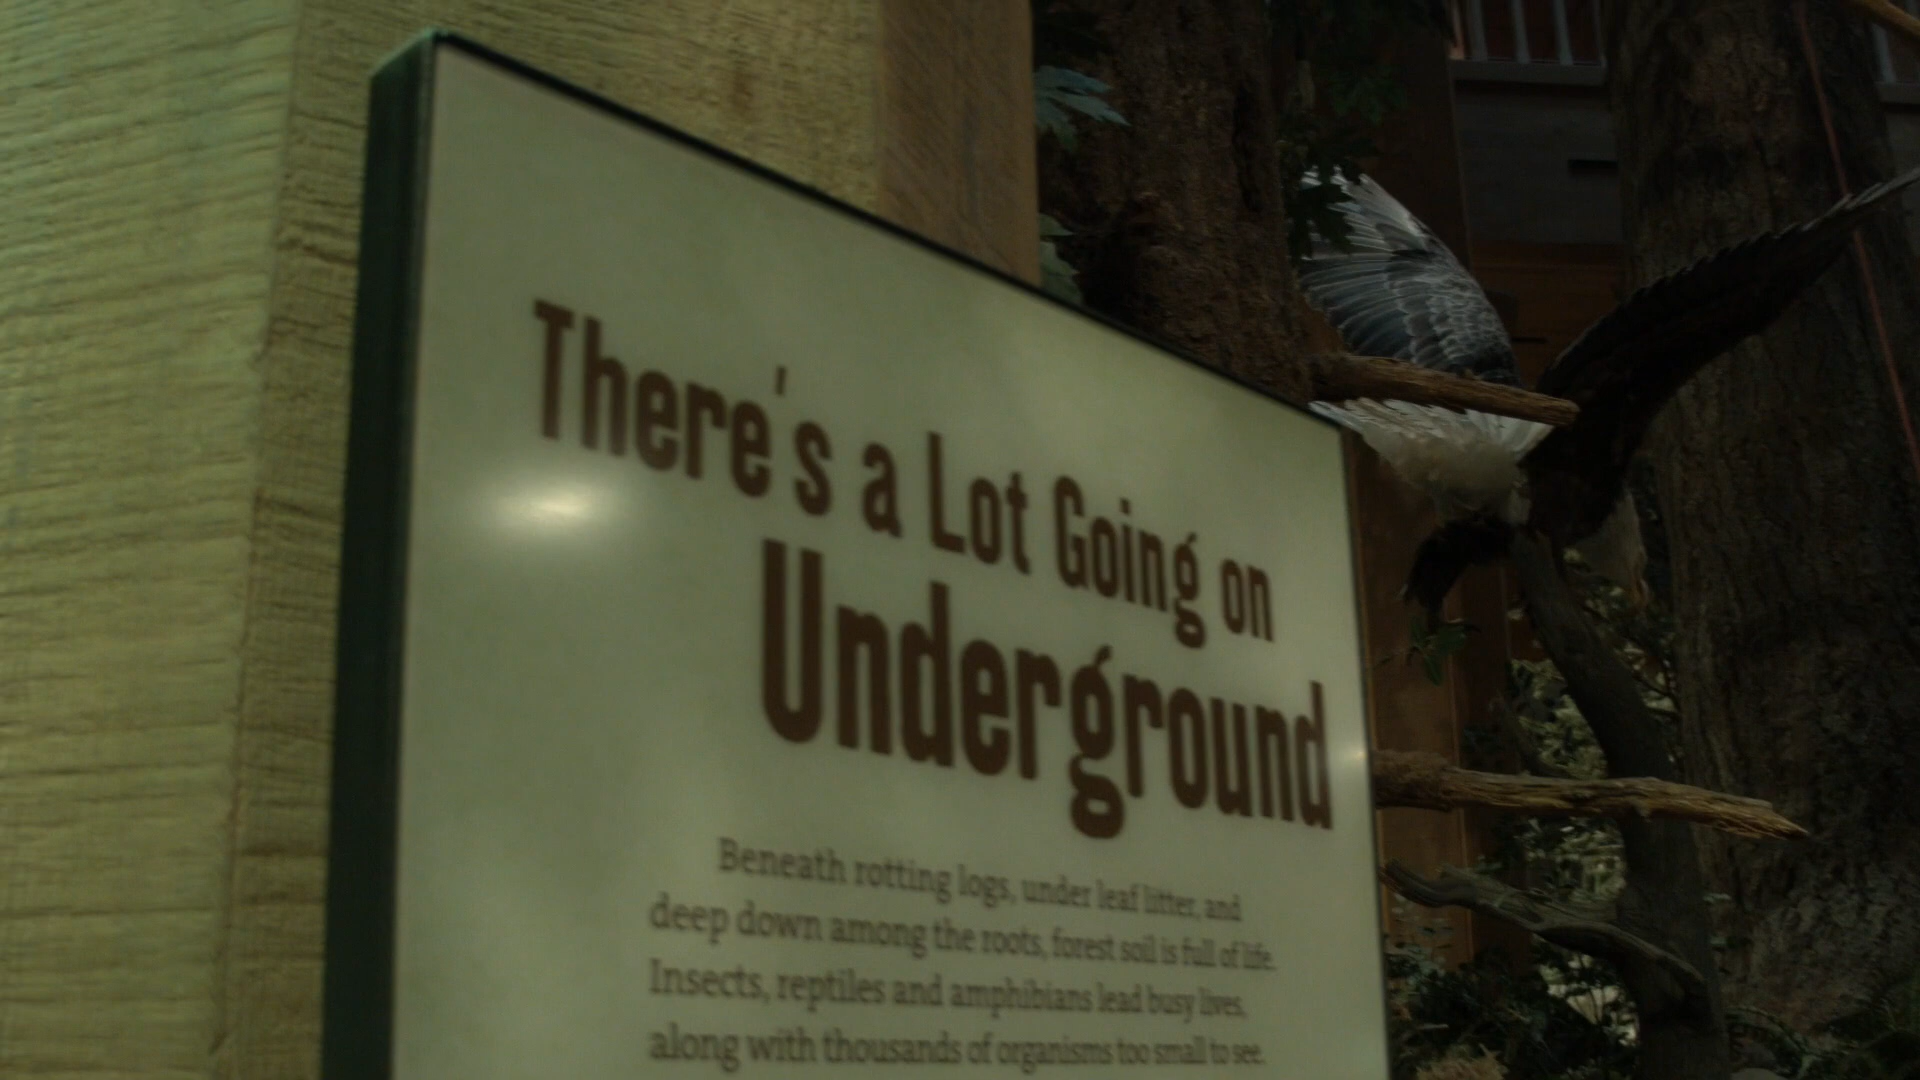 There's a Lot Going on
Underground
Beneath rotting logs, under leaf litter, and
deep down among the roots, forest soil is full of life.
Insects, reptiles and amphibians lead busy lives,
along with thousands of organisms too small to see.